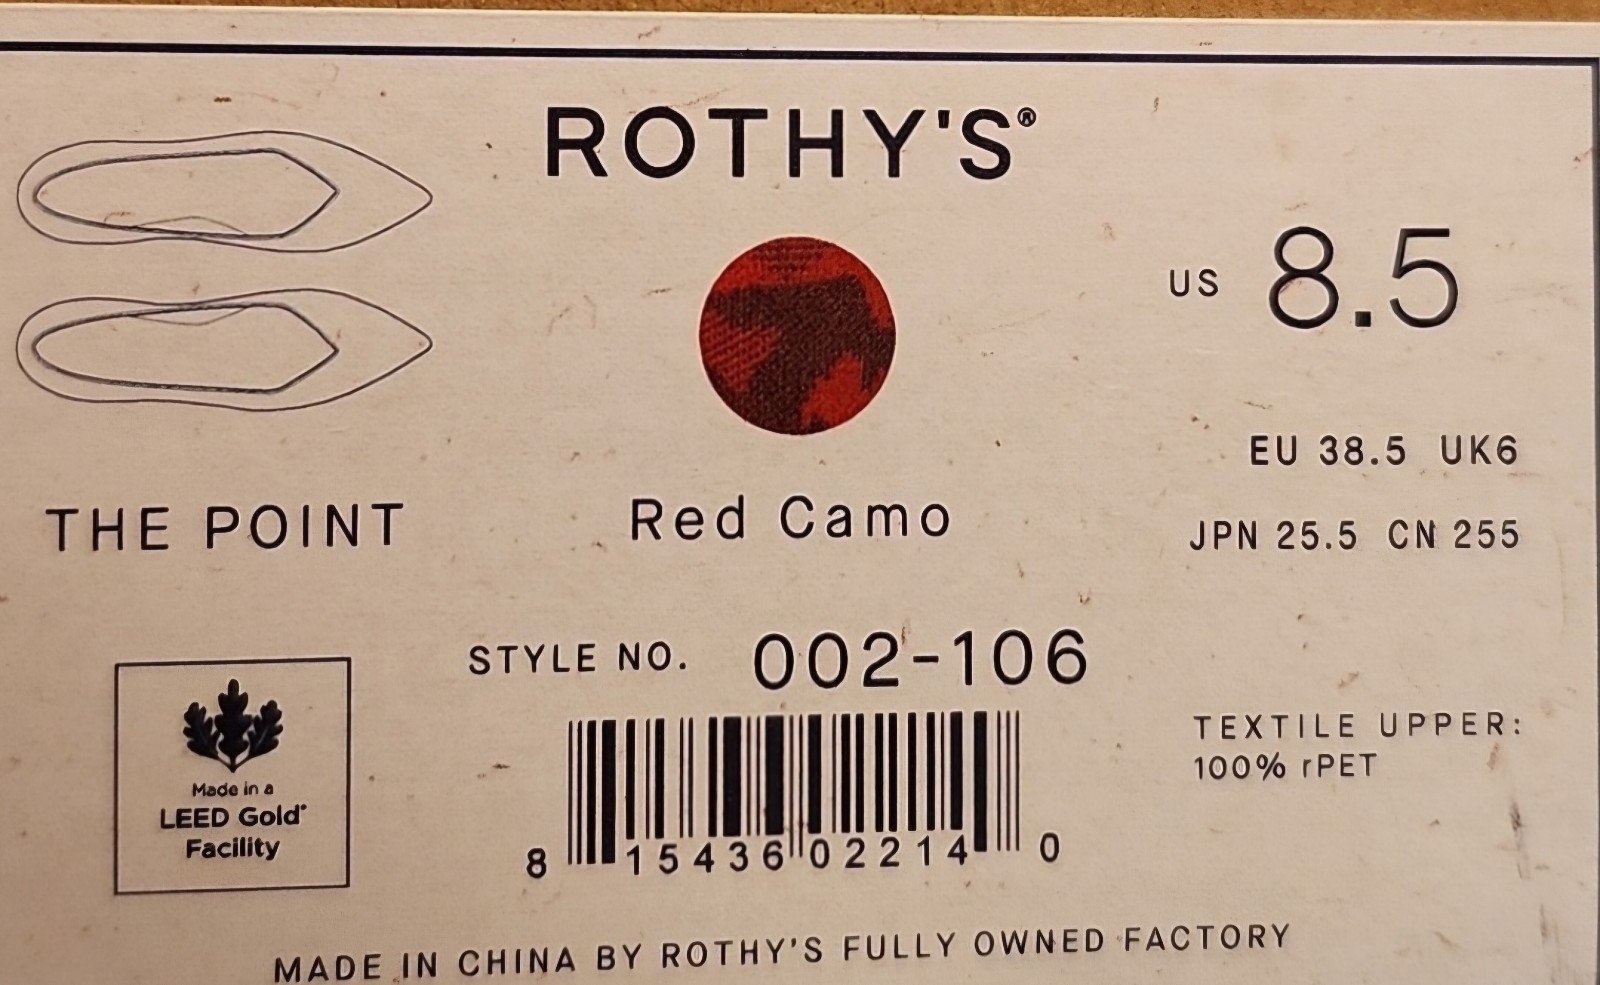 ROTHY'S®
US 8.5
EU 38.5 UK6
JPN 25.5 CN 255
THE POINT
Red Camo
STYLE NO. 002-106
TEXTILE UPPER:
100% rPET
Made in a
LEED Gold®
Facility
8 15436 02214 0
MADE IN CHINA BY ROTHY'S FULLY OWNED FACTORY